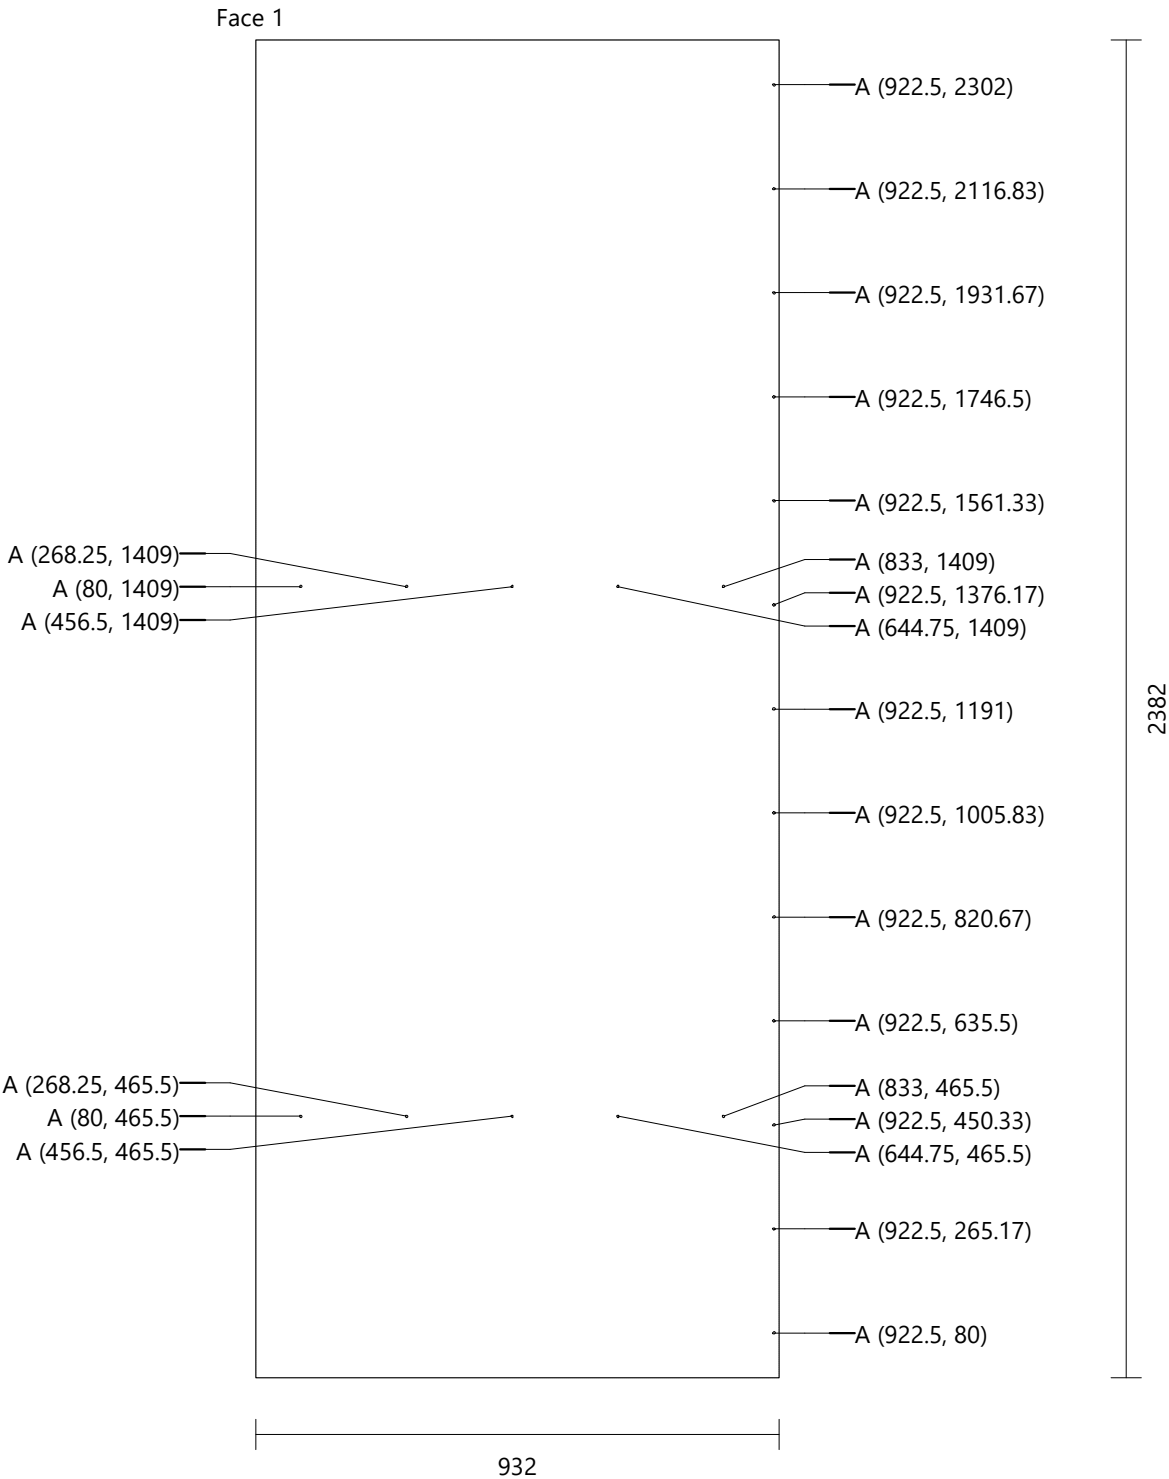 Face 1
A (922.5, 2302)
A (922.5, 2116.83)
A (922.5, 1931.67)
A (922.5, 1746.5)
A (922.5, 1561.33)
A (268.25, 1409)
A (80, 1409)
A (456.5, 1409)
A (833, 1409)
A (922.5, 1376.17)
A (644.75, 1409)
A (922.5, 1191)
2382
A (922.5, 1005.83)
A (922.5, 820.67)
A (922.5, 635.5)
A (268.25, 465.5)
A (80, 465.5)
A (456.5, 465.5)
A (833, 465.5)
A (922.5, 450.33)
A (644.75, 465.5)
A (922.5, 265.17)
A (922.5, 80)
932